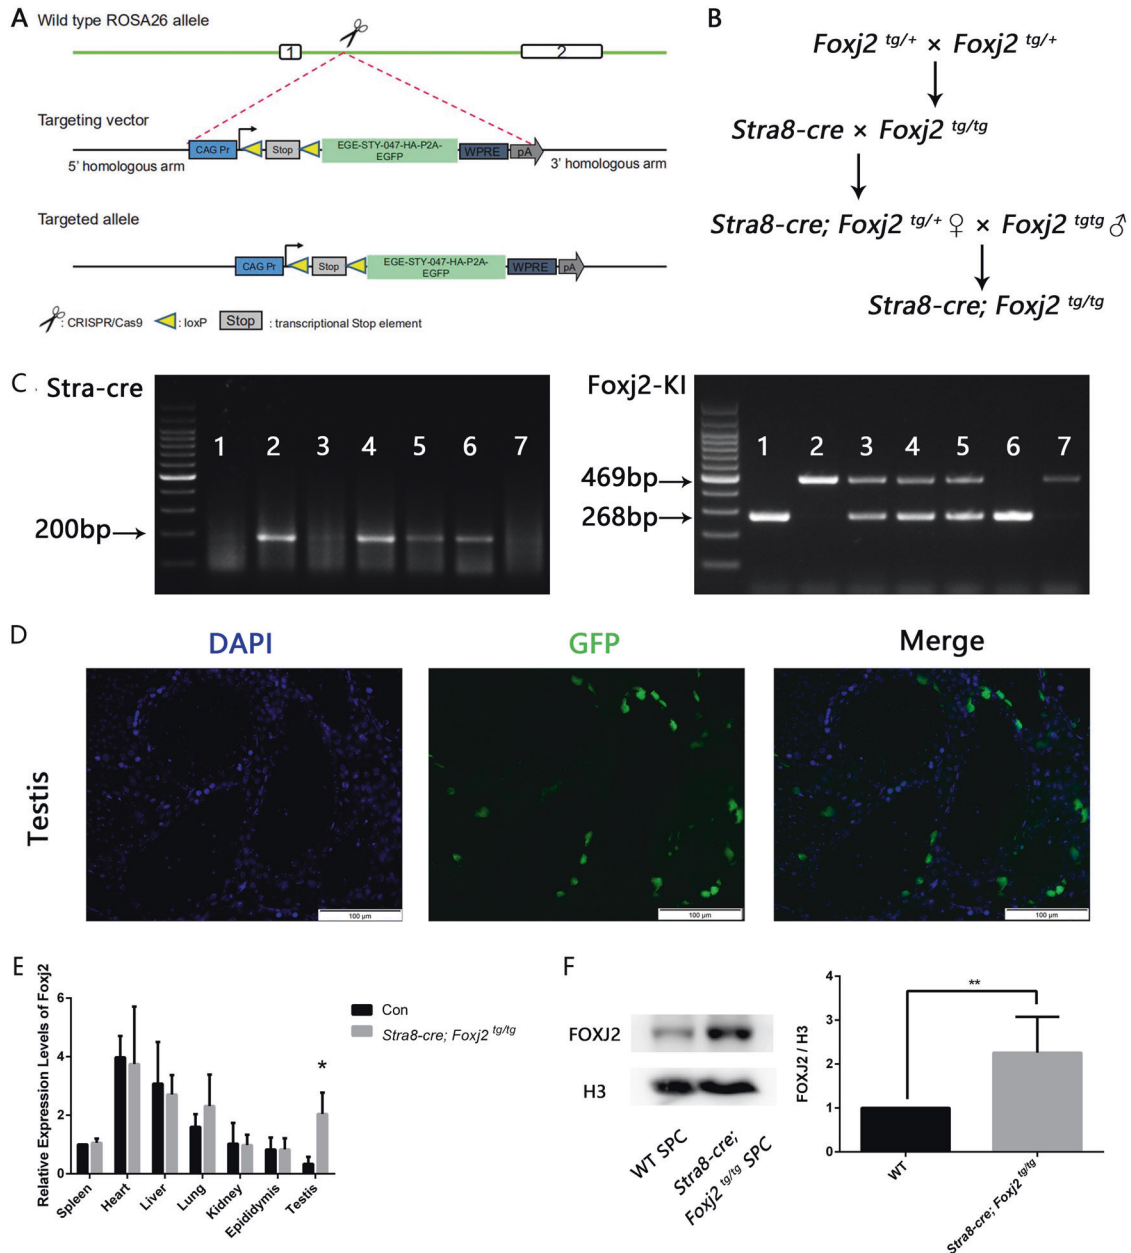 A
Wild type ROSA26 allele
1
2
Targeting vector
CAG Pr
Stop
EGE-STY-047-HA-P2A-
EGFP
WPRE
pA
5' homologous arm
3' homologous arm
Targeted allele
CAG Pr
Stop
EGE-STY-047-HA-P2A-
EGFP
WPRE
pA
: CRISPR/Cas9
: loxP
Stop
: transcriptional Stop element
B
Foxj2 tg/+ × Foxj2 tg/+
Stra8-cre × Foxj2 tg/tg
Stra8-cre; Foxj2 tg/+ ♀ × Foxj2 tgtg ♂
Stra8-cre; Foxj2 tg/tg
C
Stra-cre
1 2 3 4 5 6 7
200bp
Foxj2-KI
1 2 3 4 5 6 7
469bp
268bp
D
DAPI
GFP
Merge
Testis
100 μm
100 μm
100 μm
E
Relative Expression Levels of Foxj2
6
4
2
0
Spleen
Heart
Liver
Lung
Kidney
Epididymis
Testis
*
Con
Stra8-cre; Foxj2 tg/tg
F
FOXJ2
H3
WT SPC
Stra8-cre;
Foxj2 tg/tg SPC
FOXJ2 / H3
4
3
2
1
0
**
WT
Stra8-cre; Foxj2 tg/tg